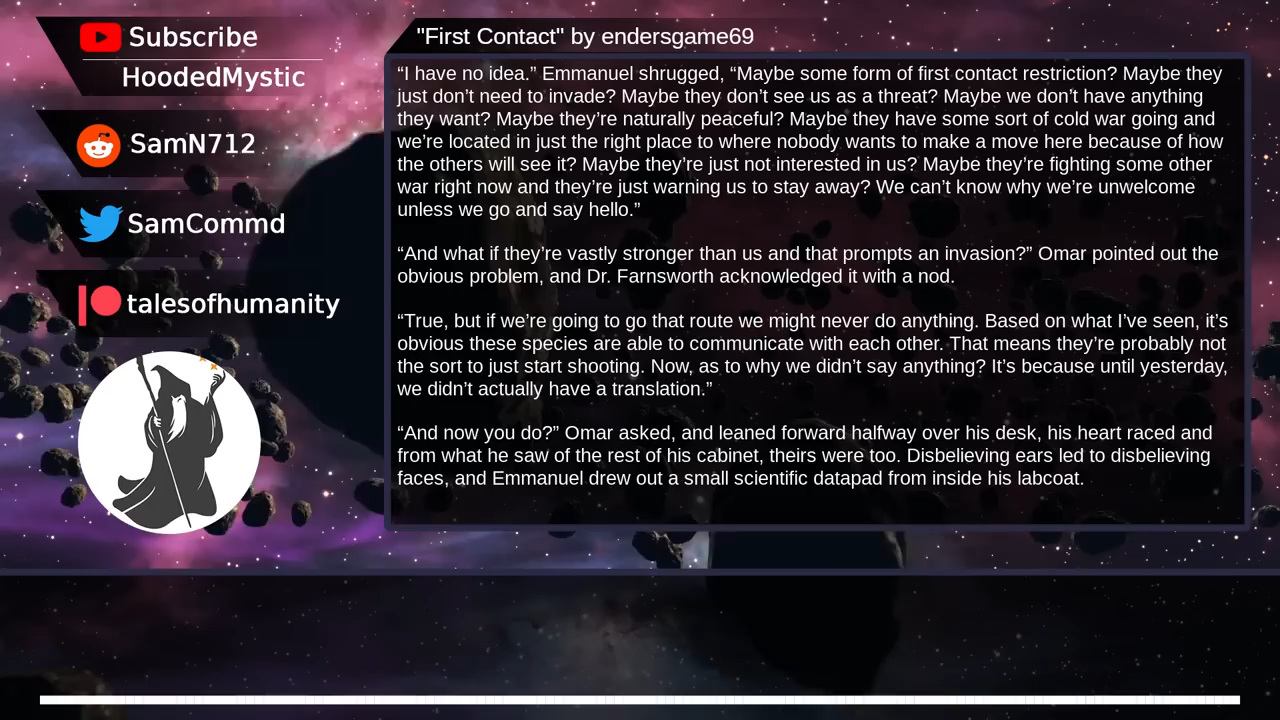 Subscribe
HoodedMystic
SamN712
SamCommd
talesofhumanity
"First Contact" by endersgame69
“I have no idea.” Emmanuel shrugged, “Maybe some form of first contact restriction? Maybe they
just don’t need to invade? Maybe they don’t see us as a threat? Maybe we don’t have anything
they want? Maybe they’re naturally peaceful? Maybe they have some sort of cold war going and
we’re located in just the right place to where nobody wants to make a move here because of how
the others will see it? Maybe they’re just not interested in us? Maybe they’re fighting some other
war right now and they’re just warning us to stay away? We can’t know why we’re unwelcome
unless we go and say hello.”
“And what if they’re vastly stronger than us and that prompts an invasion?” Omar pointed out the
obvious problem, and Dr. Farnsworth acknowledged it with a nod.
“True, but if we’re going to go that route we might never do anything. Based on what I’ve seen, it’s
obvious these species are able to communicate with each other. That means they’re probably not
the sort to just start shooting. Now, as to why we didn’t say anything? It’s because until yesterday,
we didn’t actually have a translation.”
“And now you do?” Omar asked, and leaned forward halfway over his desk, his heart raced and
from what he saw of the rest of his cabinet, theirs were too. Disbelieving ears led to disbelieving
faces, and Emmanuel drew out a small scientific datapad from inside his labcoat.